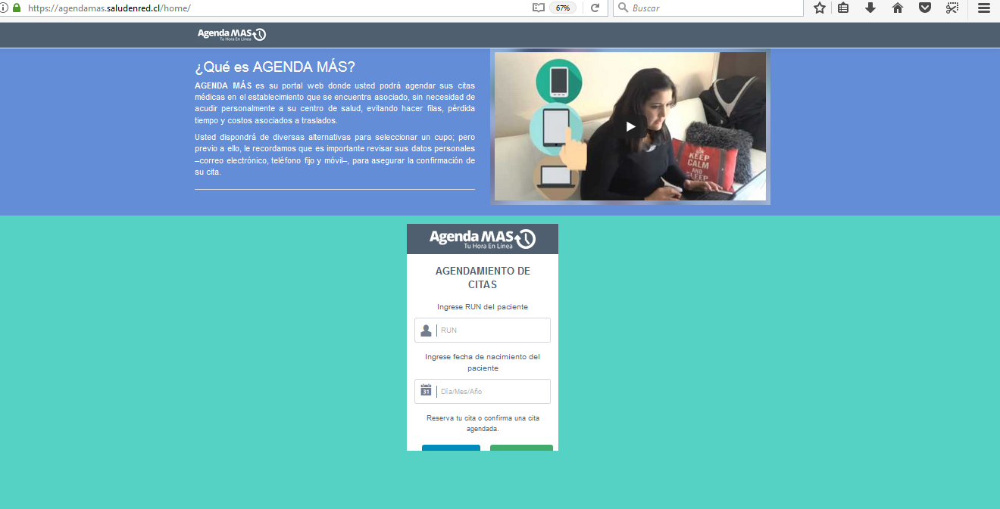 https://agendamas.saludenred.cl/home/
67%
Buscar
Agenda MAS
Tu Hora En Línea
¿Qué es AGENDA MÁS?
AGENDA MÁS es su portal web donde usted podrá agendar sus citas
médicas en el establecimiento que se encuentra asociado, sin necesidad de
acudir personalmente a su centro de salud, evitando hacer filas, pérdida
tiempo y costos asociados a traslados.
Usted dispondrá de diversas alternativas para seleccionar un cupo; pero
previo a ello, le recordamos que es importante revisar sus datos personales
–correo electrónico, teléfono fijo y móvil–, para asegurar la confirmación de
su cita.
KEEP
CALM
AND
SLEEP
Agenda MAS
Tu Hora En Línea
AGENDAMIENTO DE
CITAS
Ingrese RUN del paciente
RUN
Ingrese fecha de nacimiento del
paciente
31
Día/Mes/Año
Reserva tu cita o confirma una cita
agendada.